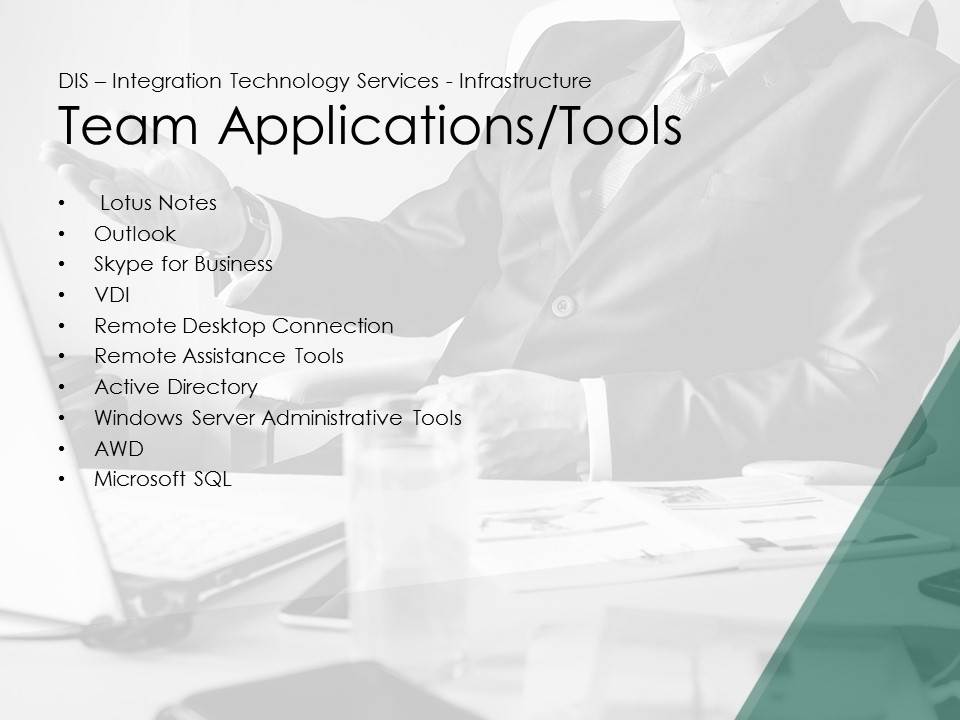 DIS – Integration Technology Services - Infrastructure
Team Applications/Tools
• Lotus Notes
• Outlook
• Skype for Business
• VDI
• Remote Desktop Connection
• Remote Assistance Tools
• Active Directory
• Windows Server Administrative Tools
• AWD
• Microsoft SQL